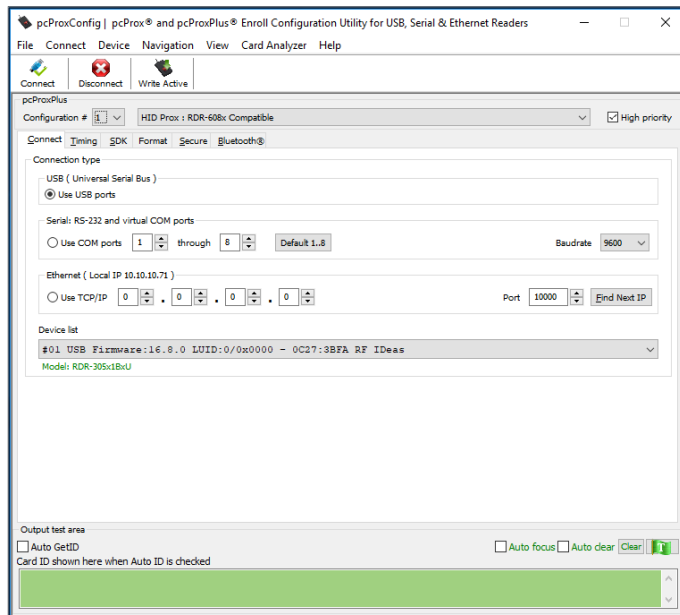 pcProxConfig | pcProx® and pcProxPlus® Enroll Configuration Utility for USB, Serial & Ethernet Readers
File Connect Device Navigation View Card Analyzer Help
Connect Disconnect Write Active
pcProxPlus
Configuration # 1 HID Prox : RDR-608x Compatible High priority
Connect Timing SDK Format Secure Bluetooth®
Connection type
USB ( Universal Serial Bus )
Use USB ports
Serial: RS-232 and virtual COM ports
Use COM ports 1 through 8 Default 1..8 Baudrate 9600
Ethernet ( Local IP 10.10.10.71 )
Use TCP/IP 0 . 0 . 0 . 0 Port 10000 Find Next IP
Device list
#01 USB Firmware:16.8.0 LUID:0/0x0000 - 0C27:3BFA RF IDeas
Model: RDR-305x1BxU
Output test area
Auto GetID Auto focus Auto clear Clear
Card ID shown here when Auto ID is checked